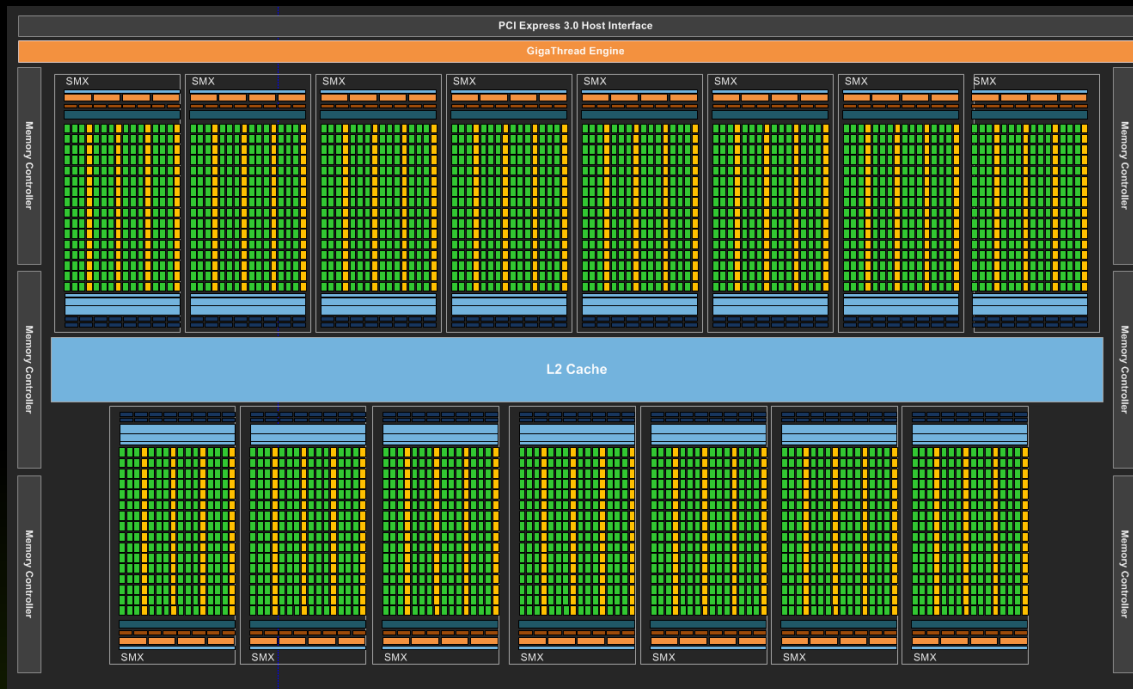 PCI Express 3.0 Host Interface
GigaThread Engine
SMX
SMX
SMX
SMX
SMX
SMX
SMX
SMX
Memory Controller
Memory Controller
L2 Cache
Memory Controller
Memory Controller
Memory Controller
Memory Controller
SMX
SMX
SMX
SMX
SMX
SMX
SMX